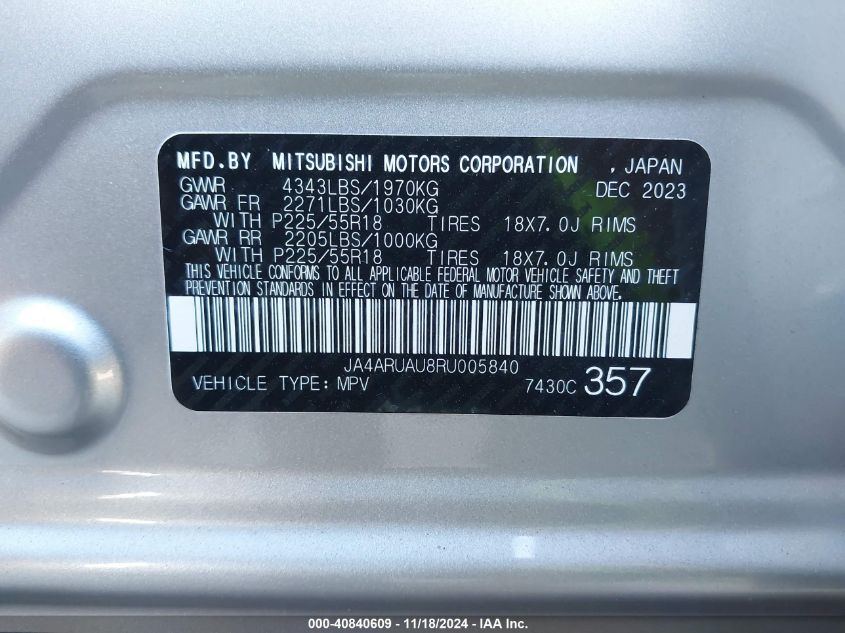 MFD.BY MITSUBISHI MOTORS CORPORATION , JAPAN
GVWR 4343LBS/1970KG DEC 2023
GAWR FR 2271LBS/1030KG
WITH P225/55R18 TIRES 18X7.0J RIMS
GAWR RR 2205LBS/1000KG
WITH P225/55R18 TIRES 18X7.0J RIMS
THIS VEHICLE CONFORMS TO ALL APPLICABLE FEDERAL MOTOR VEHICLE SAFETY AND THEFT
PREVENTION STANDARDS IN EFFECT ON THE DATE OF MANUFACTURE SHOWN ABOVE.
JA4ARUAU8RU005840
VEHICLE TYPE: MPV 7430C 357
000-40840609 - 11/18/2024 - IAA Inc.